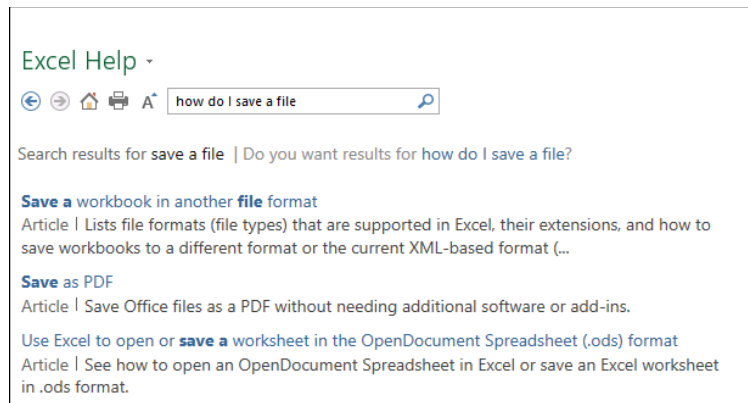 Excel Help
how do I save a file
Search results for save a file | Do you want results for how do I save a file?
Save a workbook in another file format
Article | Lists file formats (file types) that are supported in Excel, their extensions, and how to
save workbooks to a different format or the current XML-based format (...
Save as PDF
Article | Save Office files as a PDF without needing additional software or add-ins.
Use Excel to open or save a worksheet in the OpenDocument Spreadsheet (.ods) format
Article | See how to open an OpenDocument Spreadsheet in Excel or save an Excel worksheet
in .ods format.